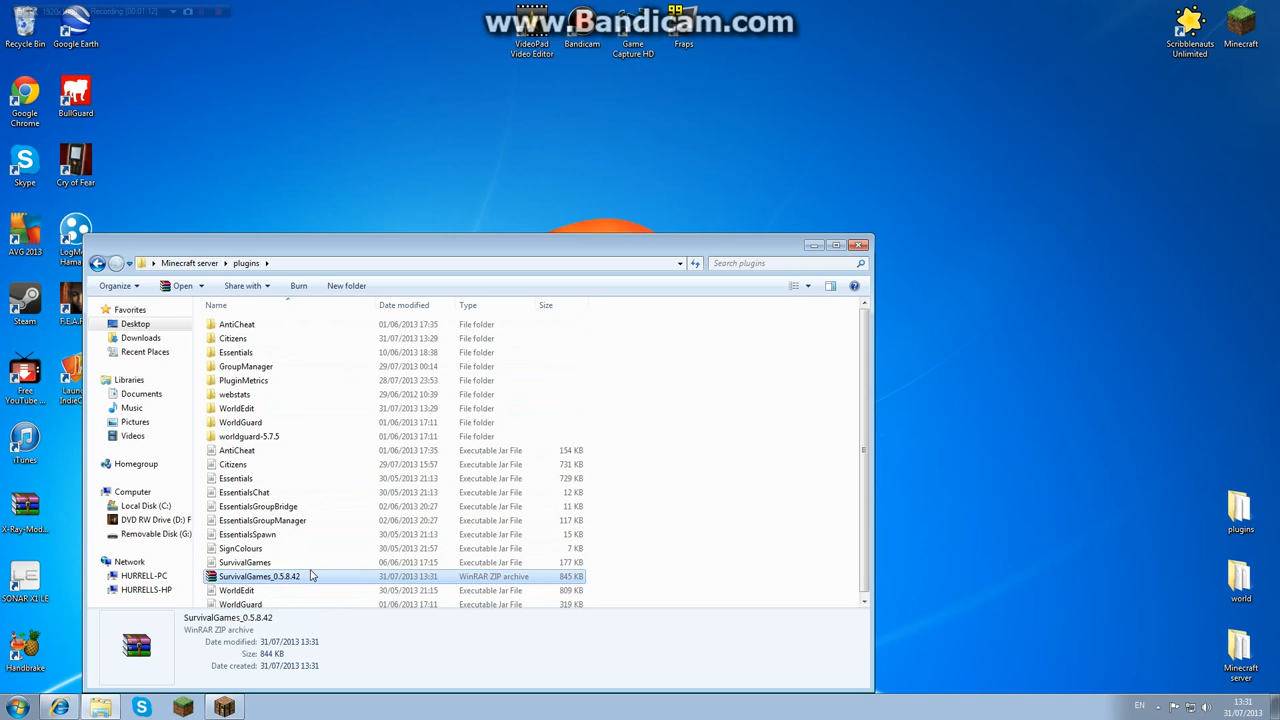 1920x Recording [00:01:12]
www.Bandicam.com
Recycle Bin
Google Earth
VideoPad Video Editor
Bandicam
Game Capture HD
99
Fraps
Scribblenauts Unlimited
Minecraft
Google Chrome
BullGuard
Skype
Cry of Fear
AVG 2013
LogMe Hama
Minecraft server
plugins
Search plugins
Organize
Open
Share with
Burn
New folder
Steam
F.E.A.F
Favorites
Desktop
Downloads
Recent Places
Name
Date modified
Type
Size
AntiCheat 01/06/2013 17:35 File folder
Citizens 31/07/2013 13:29 File folder
Essentials 10/06/2013 18:38 File folder
GroupManager 29/07/2013 00:14 File folder
PluginMetrics 28/07/2013 23:53 File folder
webstats 29/06/2012 10:39 File folder
WorldEdit 31/07/2013 13:29 File folder
WorldGuard 01/06/2013 17:11 File folder
worldguard-5.7.5 01/06/2013 17:11 File folder
AntiCheat 01/06/2013 17:35 Executable Jar File 154 KB
Citizens 29/07/2013 15:57 Executable Jar File 731 KB
Essentials 30/05/2013 21:13 Executable Jar File 729 KB
EssentialsChat 30/05/2013 21:13 Executable Jar File 12 KB
EssentialsGroupBridge 02/06/2013 20:27 Executable Jar File 11 KB
EssentialsGroupManager 02/06/2013 20:27 Executable Jar File 117 KB
EssentialsSpawn 30/05/2013 21:13 Executable Jar File 15 KB
SignColours 30/05/2013 21:57 Executable Jar File 7 KB
SurvivalGames 06/06/2013 17:15 Executable Jar File 177 KB
SurvivalGames_0.5.8.42 31/07/2013 13:31 WinRAR ZIP archive 845 KB
WorldEdit 30/05/2013 21:15 Executable Jar File 809 KB
WorldGuard 01/06/2013 17:11 Executable Jar File 319 KB
Free YouTube ...
Laun IndieC
Libraries
Documents
Music
Pictures
Videos
iTunes
Homegroup
X-Ray-Mod...
Computer
Local Disk (C:)
DVD RW Drive (D:) F
Removable Disk (G:)
SONAR X1 LE
Network
HURRELL-PC
HURRELLS-HP
plugins
world
Minecraft server
Handbrake
SurvivalGames_0.5.8.42
WinRAR ZIP archive
Date modified: 31/07/2013 13:31
Size: 844 KB
Date created: 31/07/2013 13:31
EN
13:31
31/07/2013